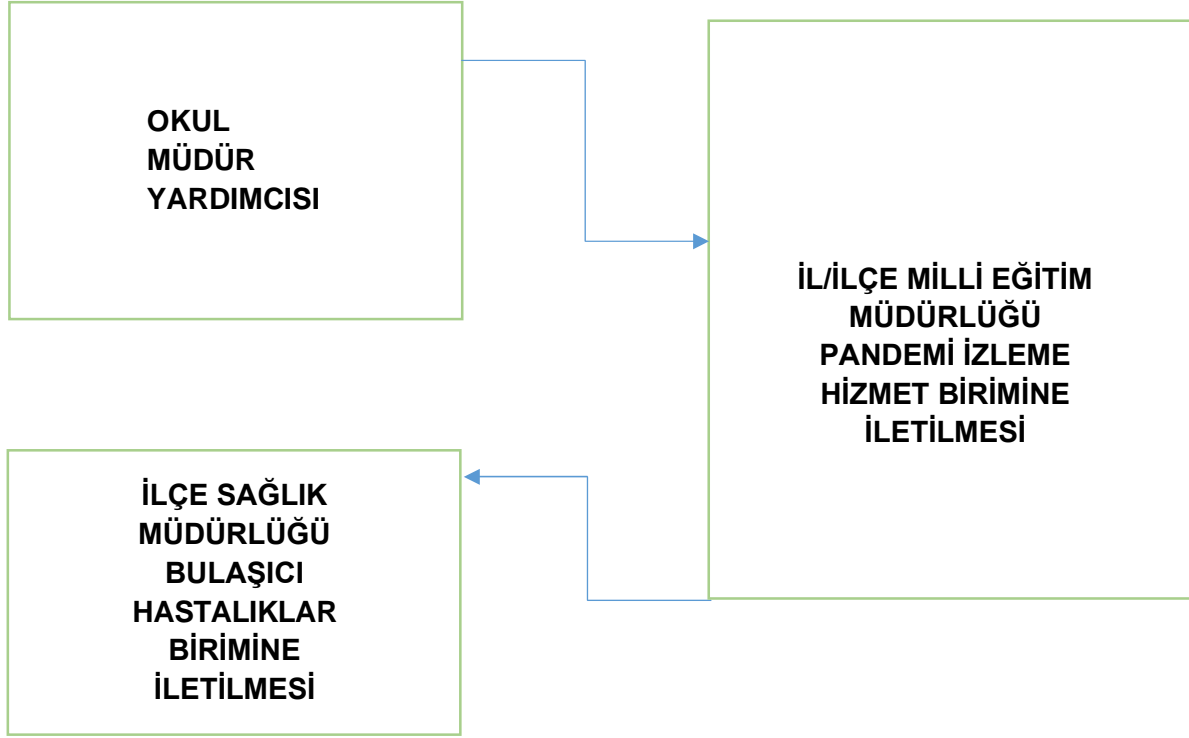 OKUL
MÜDÜR
YARDIMCISI
İL/İLÇE MİLLİ EĞİTİM
MÜDÜRLÜĞÜ
PANDEMİ İZLEME
HİZMET BİRİMİNE
İLETİLMESİ
İLÇE SAĞLIK
MÜDÜRLÜĞÜ
BULAŞICI
HASTALIKLAR
BİRİMİNE
İLETİLMESİ